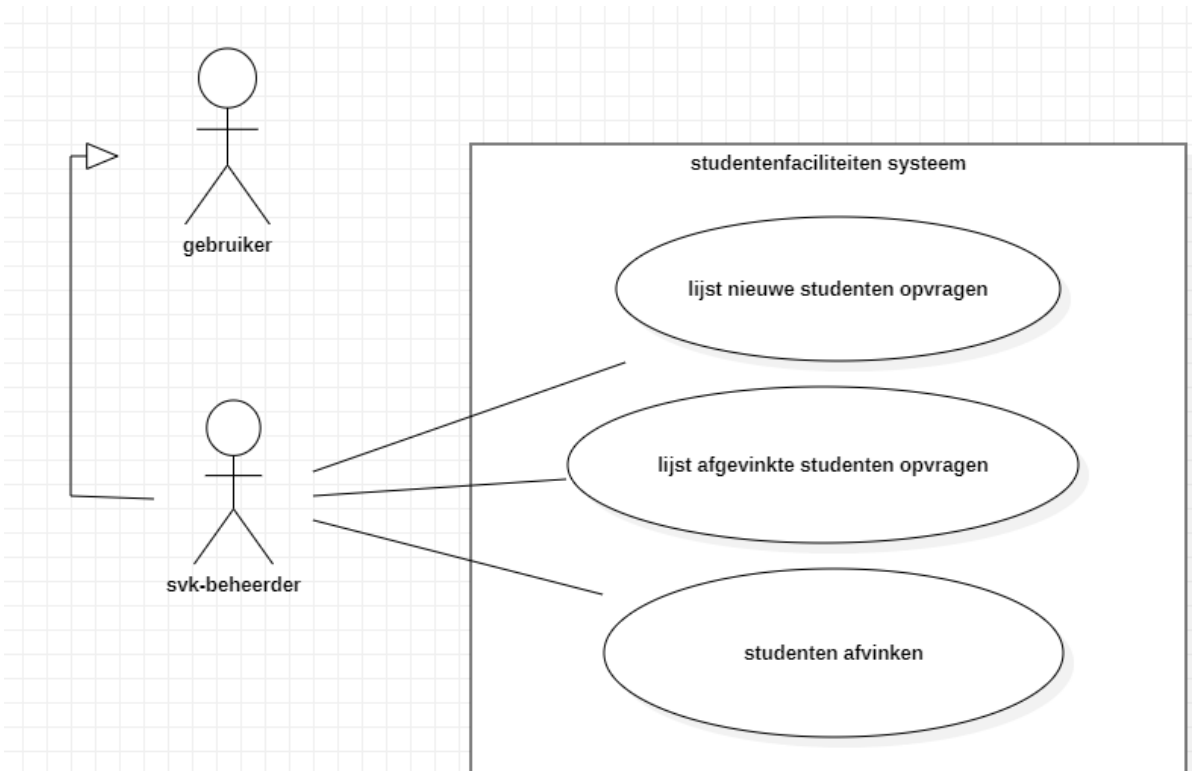 studentenfaciliteiten systeem
gebruiker
lijst nieuwe studenten opvragen
lijst afgevinkte studenten opvragen
svk-beheerder
studenten afvinken